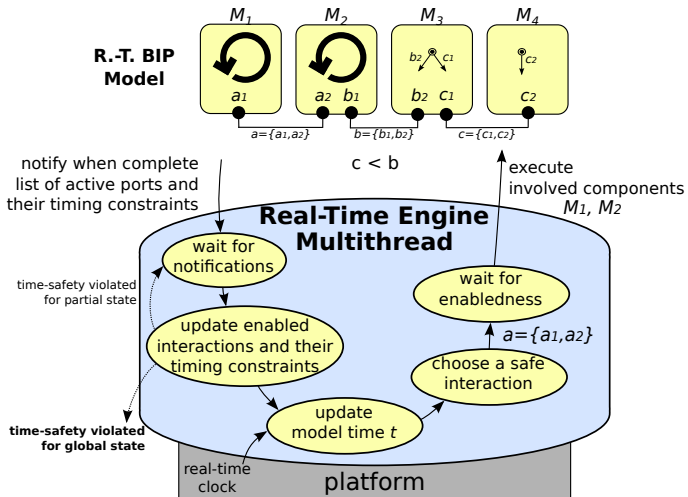 M1 M2 M3 M4
R.-T. BIP
Model
b2 c1 c2
a1 a2 b1 b2 c1 c2
a={a1,a2} b={b1,b2} c={c1,c2}
notify when complete
list of active ports and
their timing constraints
c < b
execute
involved components
M1, M2
Real-Time Engine
Multithread
wait for
notifications
time-safety violated
for partial state
update enabled
interactions and their
timing constraints
time-safety violated
for global state
update
model time t
real-time
clock
choose a safe
interaction
a={a1,a2}
wait for
enabledness
platform